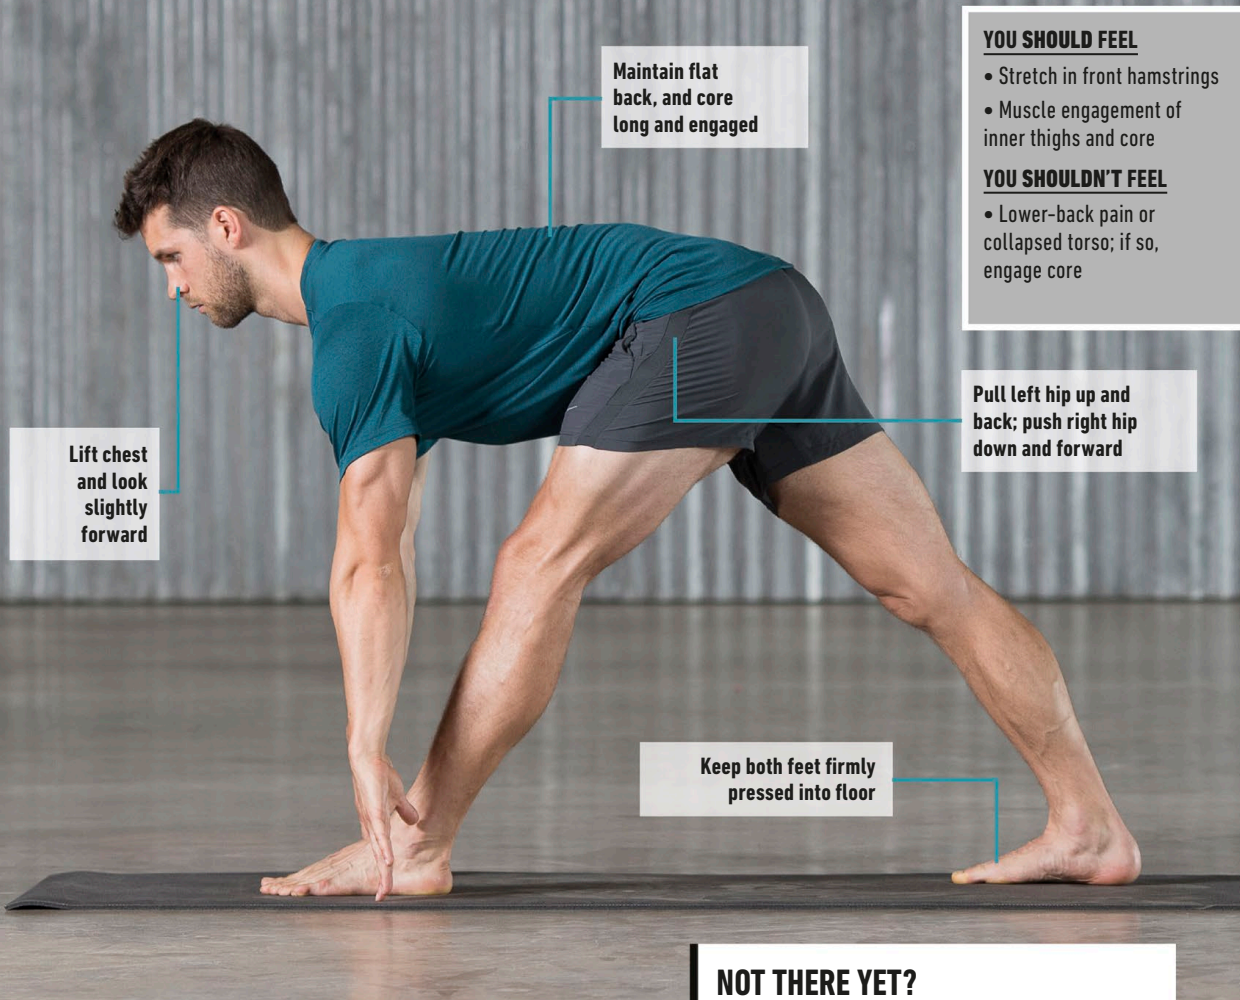 Maintain flat
back, and core
long and engaged
YOU SHOULD FEEL
• Stretch in front hamstrings
• Muscle engagement of
inner thighs and core
YOU SHOULDN'T FEEL
• Lower-back pain or
collapsed torso; if so,
engage core
Pull left hip up and
back; push right hip
down and forward
Lift chest
and look
slightly
forward
Keep both feet firmly
pressed into floor
NOT THERE YET?